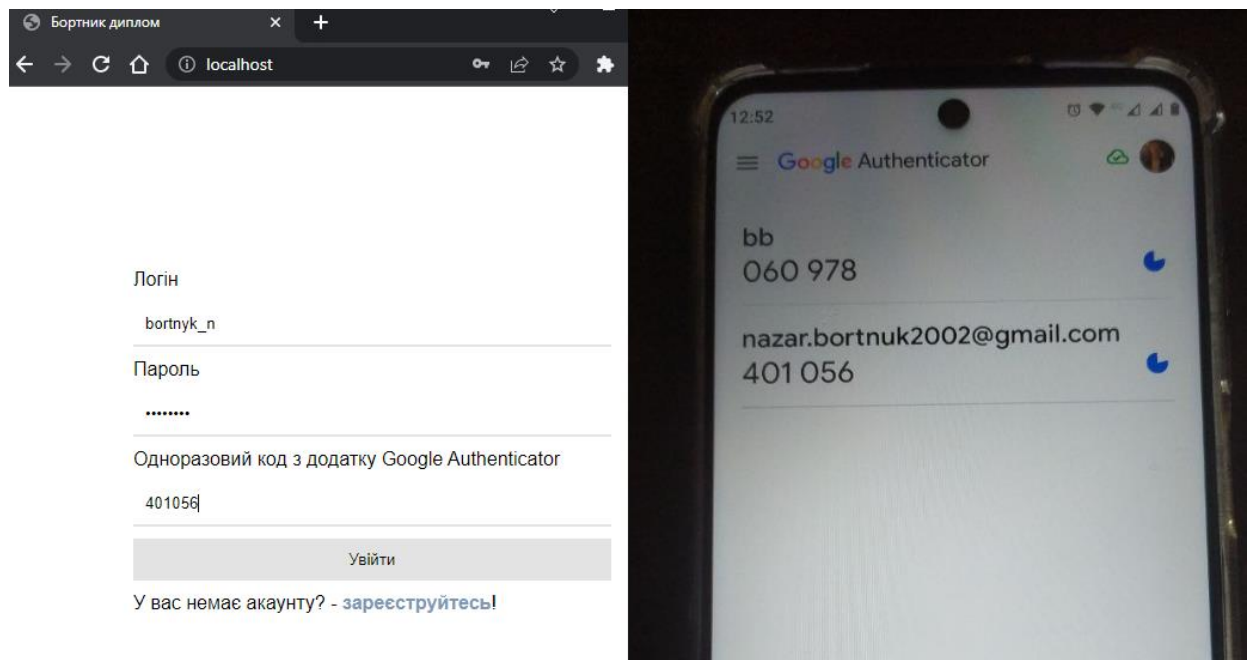 Бортник диплом
localhost
Логін
bortnyk_n
Пароль
••••••••
Одноразовий код з додатку Google Authenticator
401056
Увійти
У вас немає акаунту? - зареєструйтесь!
12:52
Google Authenticator
bb
060 978
nazar.bortnuk2002@gmail.com
401 056